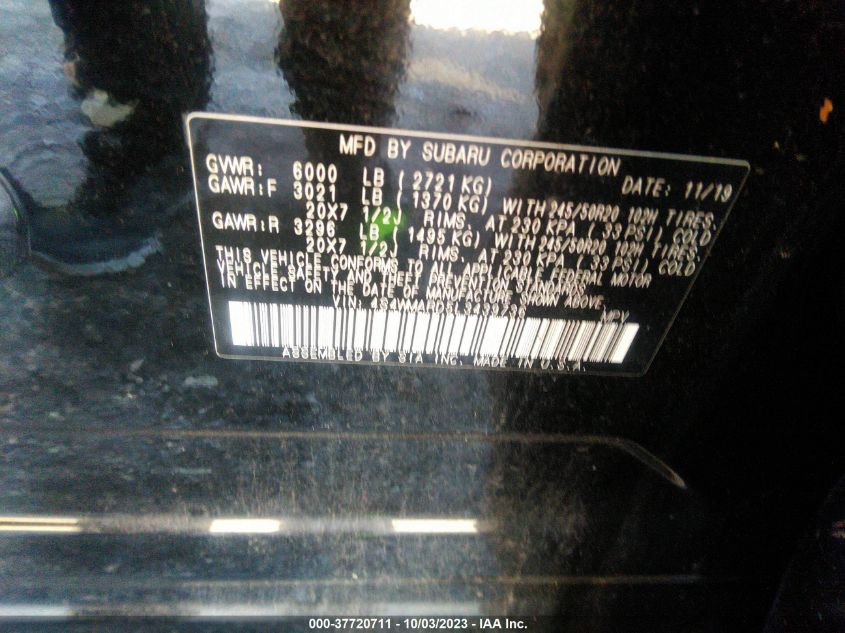 MFD BY SUBARU CORPORATION
GVWR: 6000 LB ( 2721 KG) DATE: 11/19
GAWR:F 3021 LB ( 1370 KG) WITH 245/50R20 102H TIRES.
20X7 1/2J RIMS. AT 230 KPA ( 33 PSI) COLD
GAWR:R 3296 LB ( 1495 KG) WITH 245/50R20 102H TIRES.
20X7 1/2J RIMS. AT 230 KPA ( 33 PSI) COLD
THIS VEHICLE CONFORMS TO ALL APPLICABLE FEDERAL MOTOR
VEHICLE SAFETY AND THEFT PREVENTION STANDARDS
IN EFFECT ON THE DATE OF MANUFACTURE SHOWN ABOVE.
VIN: MPV
ASSEMBLED BY SIA INC. MADE IN U.S.A.
000-37720711 - 10/03/2023 - IAA Inc.